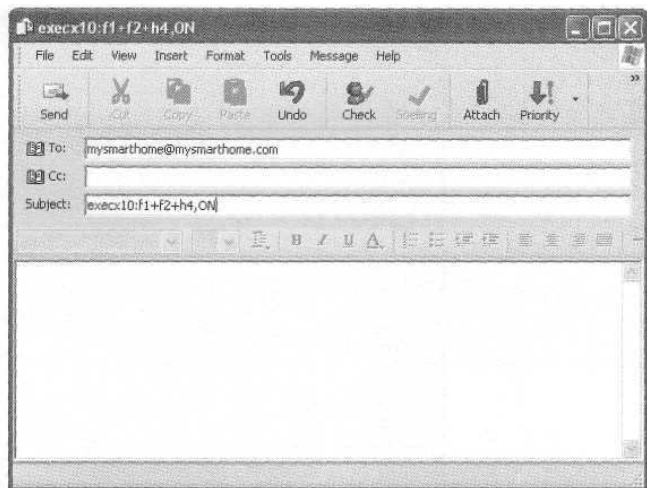 execx10:f1+f2+h4,ON
File Edit View Insert Format Tools Message Help
Send Cut Copy Paste Undo Check Spelling Attach Priority
To: mysmarthome@mysmarthome.com
Cc:
Subject: execx10:f1+f2+h4,ON
B I U A